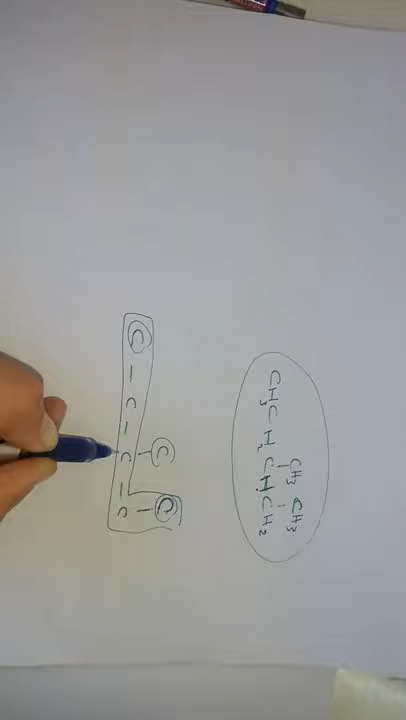 CH₃ CH₃
CH₃CH₂CHCH₂
C C
C — C — C — C